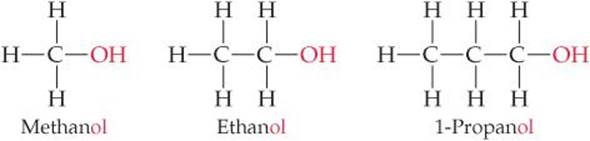 H H H H H H
H—C—OH H—C—C—OH H—C—C—C—OH
H H H H H H
Methanol Ethanol 1-Propanol